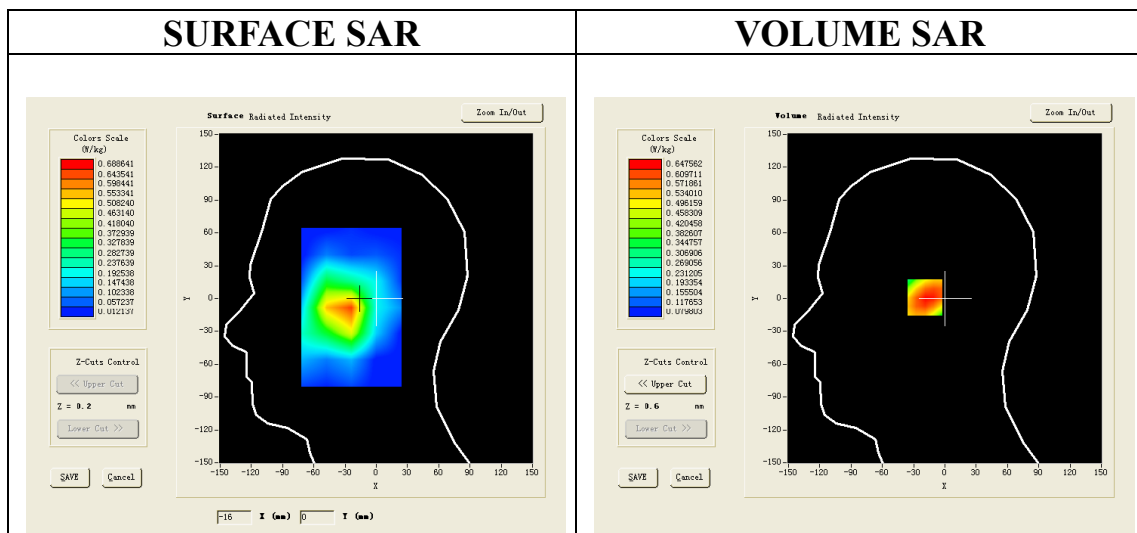 SURFACE SAR
VOLUME SAR
Surface Radiated Intensity
Zoom In/Out
Colors Scale
(W/kg)
0.688641
0.643541
0.598441
0.553341
0.508240
0.463140
0.418040
0.372939
0.327839
0.282739
0.237639
0.192538
0.147438
0.102338
0.057237
0.012137
150
120
90
60
30
0
-30
-60
-90
-120
-150
Y
-150 -120 -90 -60 -30 0 30 60 90 120 150
X
Z-Cuts Control
<< Upper Cut
Z = 0.2 mm
Lower Cut >>
SAVE Cancel
-16 X (mm) 0 Y (mm)
Volume Radiated Intensity
Zoom In/Out
Colors Scale
(W/kg)
0.647562
0.609711
0.571861
0.534010
0.496159
0.458309
0.420458
0.382607
0.344757
0.306906
0.269056
0.231205
0.193354
0.155504
0.117653
0.079803
150
120
90
60
30
0
-30
-60
-90
-120
-150
Y
-150 -120 -90 -60 -30 0 30 60 90 120 150
X
Z-Cuts Control
<< Upper Cut
Z = 0.6 mm
Lower Cut >>
SAVE Cancel